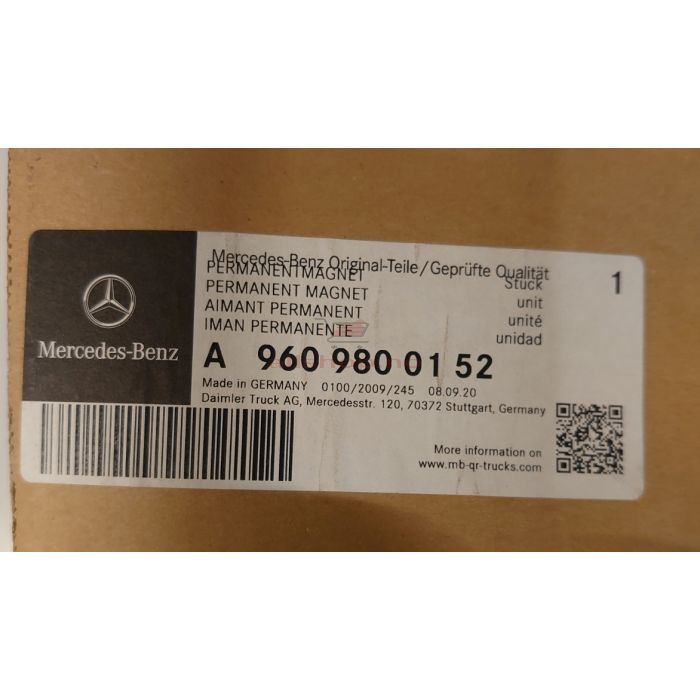 Mercedes-Benz Original-Teile/Geprüfte Qualität
PERMANENTMAGNET Stück 1
PERMANENT MAGNET unit
AIMANT PERMANENT unité
IMAN PERMANENTE unidad
Mercedes-Benz
A 960 980 01 52
Made in GERMANY 0100/2009/245 08.09.20
Daimler Truck AG, Mercedesstr. 120, 70372 Stuttgart, Germany
More information on
www.mb-qr-trucks.com